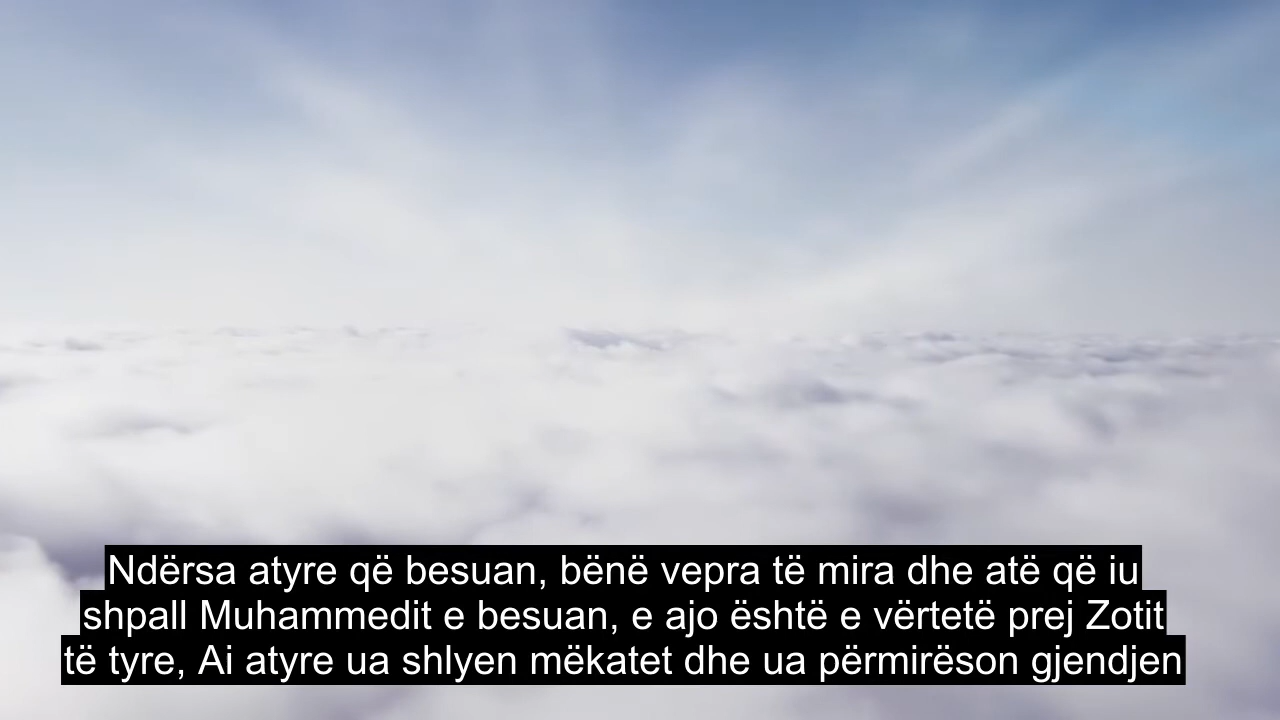 Ndërsa atyre që besuan, bënë vepra të mira dhe atë që iu
shpall Muhammedit e besuan, e ajo është e vërtetë prej Zotit
të tyre, Ai atyre ua shlyen mëkatet dhe ua përmirëson gjendjen